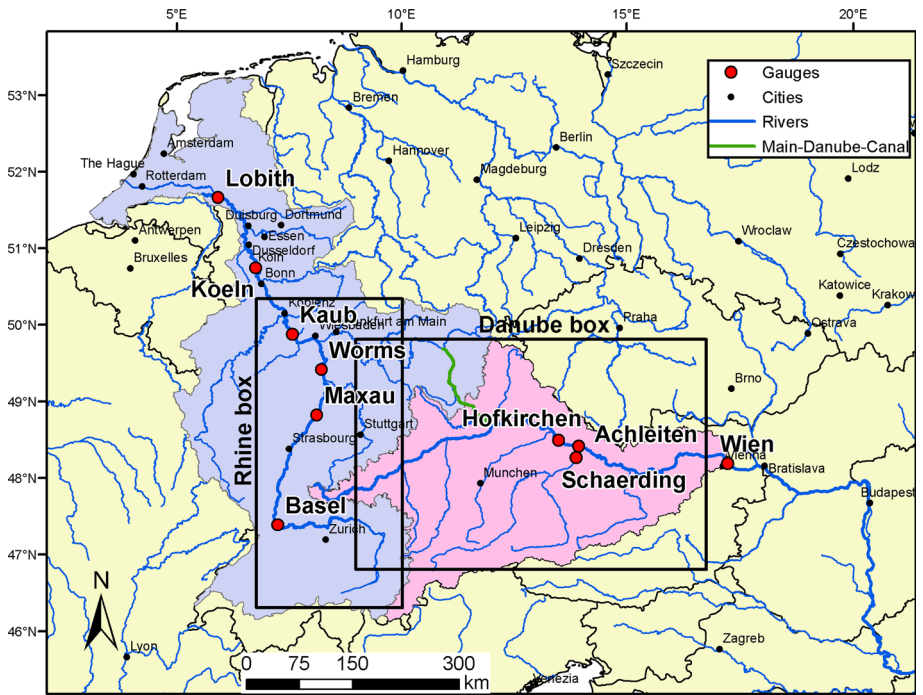 5°E
10°E
15°E
20°E
53°N
52°N
51°N
50°N
49°N
48°N
47°N
46°N
Gauges
Cities
Rivers
Main-Danube-Canal
Hamburg
Szczecin
Bremen
Berlin
Amsterdam
Hannover
The Hague
Rotterdam
Magdeburg
Lodz
Lobith
Duisburg
Dortmund
Antwerpen
Essen
Dusseldorf
Leipzig
Wroclaw
Bruxelles
Koln
Dresden
Czestochowa
Bonn
Koeln
Katowice
Krakow
Koblenz
Kaub
Wiesbaden
Frankfurt am Main
Danube box
Praha
Ostrava
Worms
Rhine box
Maxau
Brno
Hofkirchen
Stuttgart
Strasbourg
Achleiten
Wien
Vienna
Munchen
Schaerding
Bratislava
Basel
Budapest
Zurich
N
Lyon
Zagreb
Venezia
0 75 150 300
km